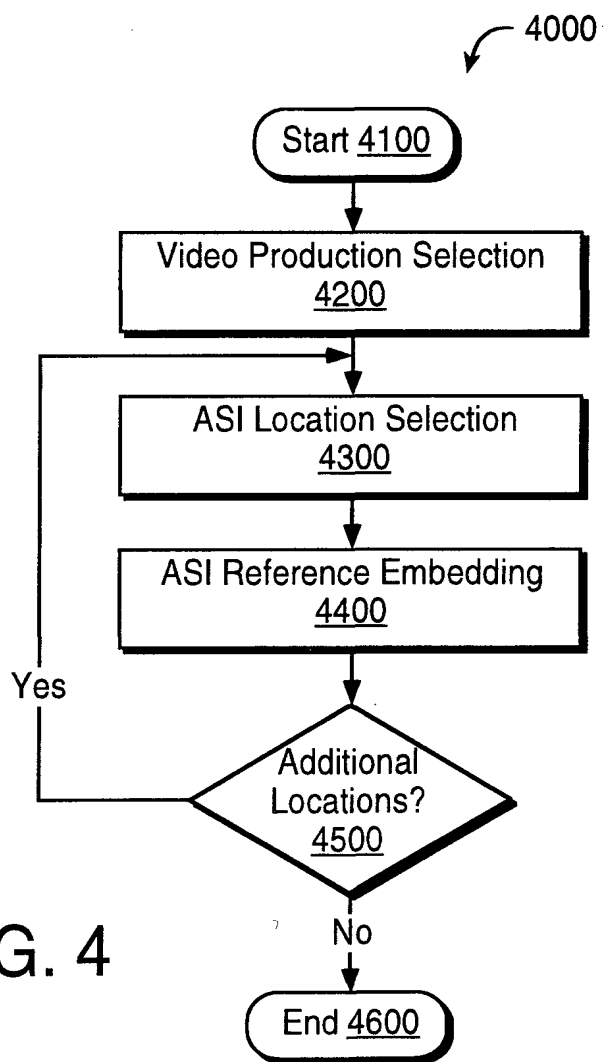 4000
Start 4100
Video Production Selection
4200
ASI Location Selection
4300
ASI Reference Embedding
4400
Yes
Additional
Locations?
4500
No
G. 4
End 4600